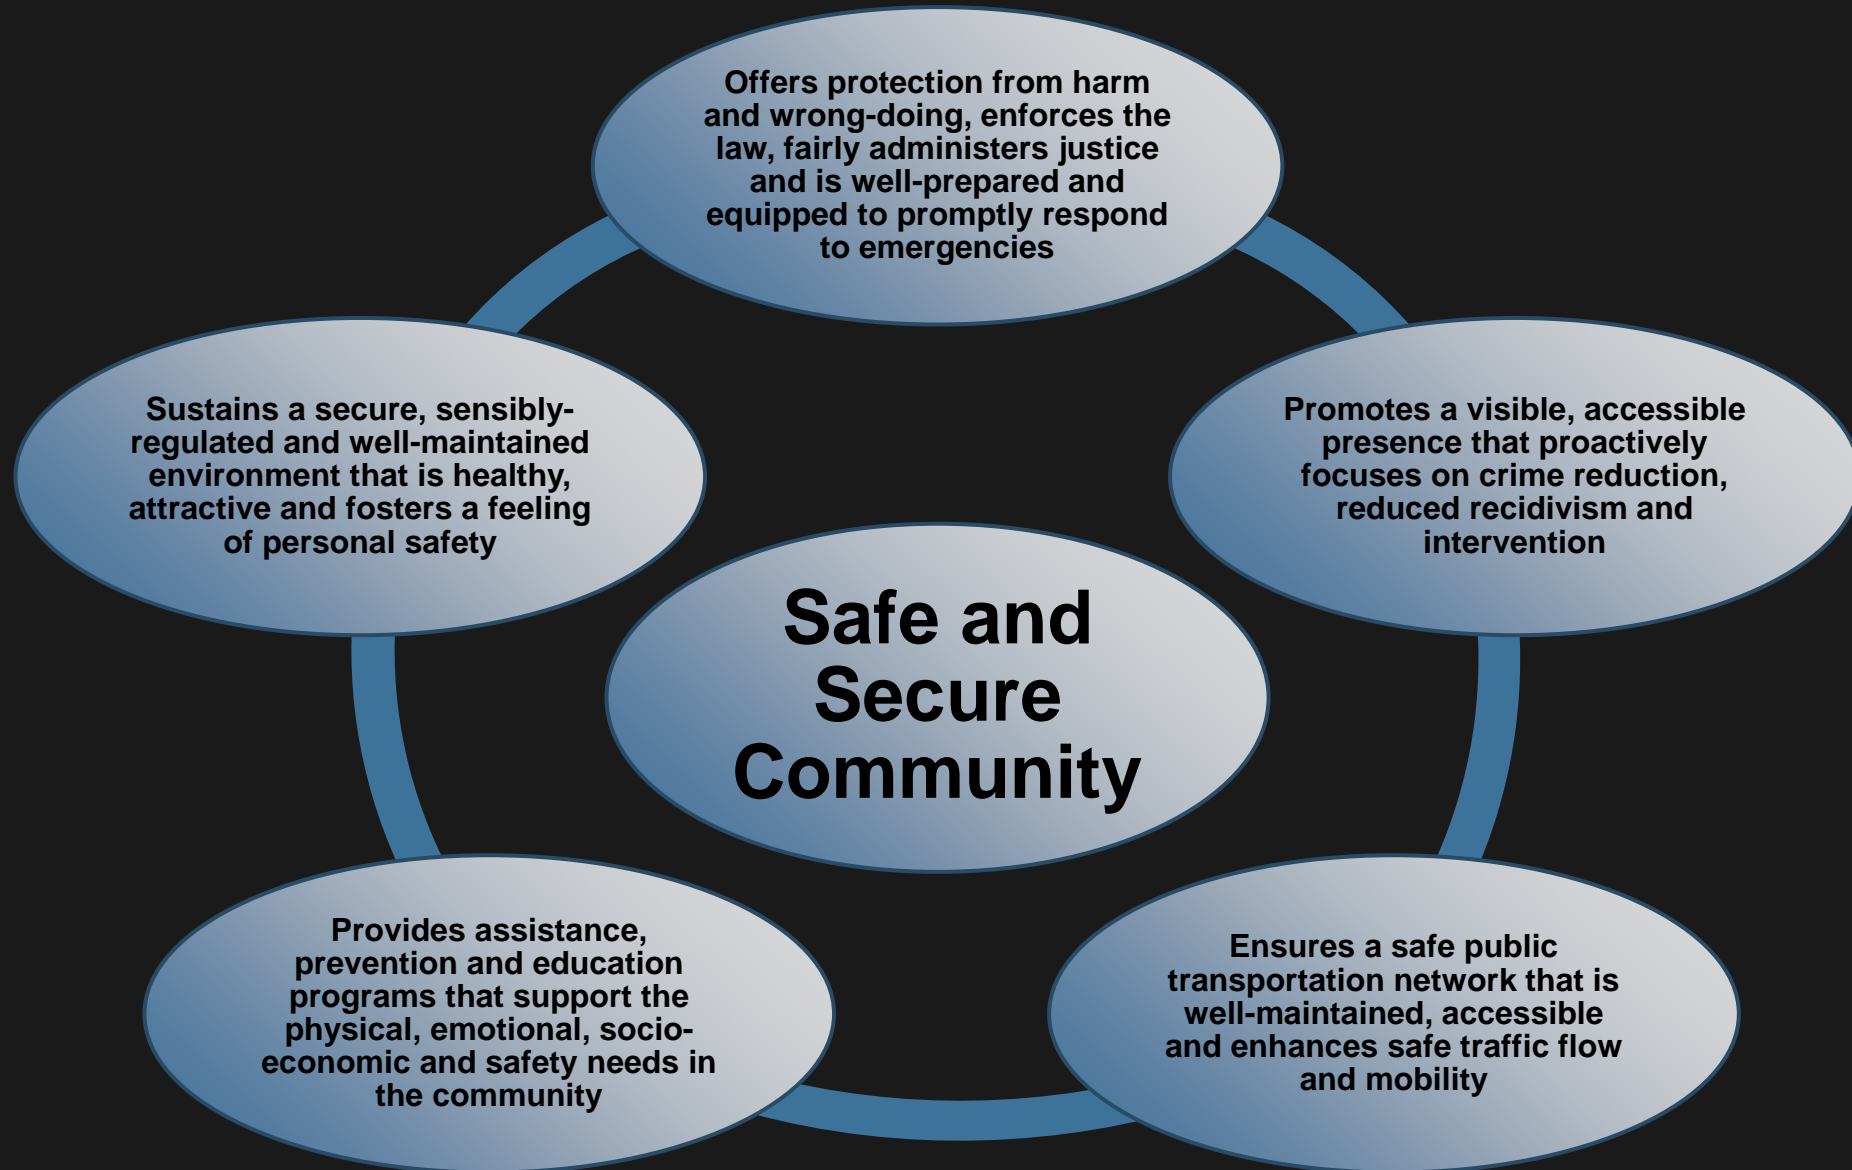 Offers protection from harm
and wrong-doing, enforces the
law, fairly administers justice
and is well-prepared and
equipped to promptly respond
to emergencies
Promotes a visible, accessible
presence that proactively
focuses on crime reduction,
reduced recidivism and
intervention
Ensures a safe public
transportation network that is
well-maintained, accessible
and enhances safe traffic flow
and mobility
Provides assistance,
prevention and education
programs that support the
physical, emotional, socio-
economic and safety needs in
the community
Sustains a secure, sensibly-
regulated and well-maintained
environment that is healthy,
attractive and fosters a feeling
of personal safety
Safe and
Secure
Community